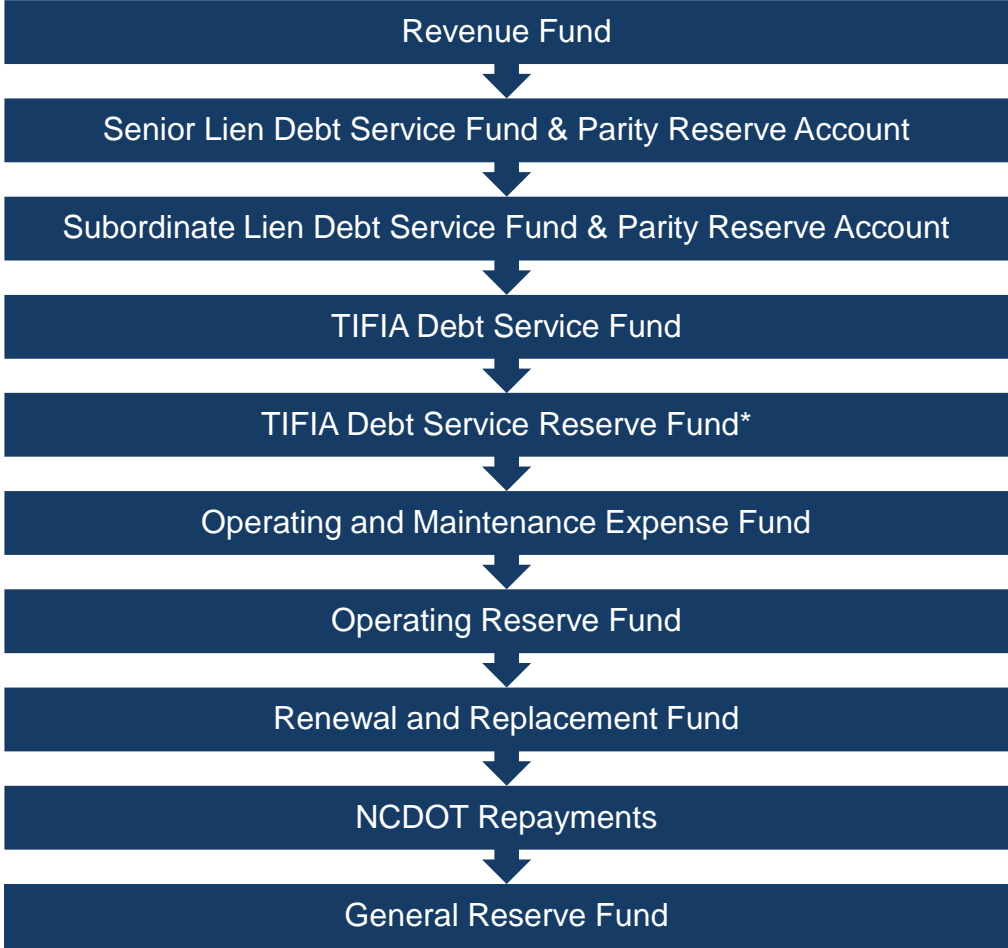 Revenue Fund
Senior Lien Debt Service Fund & Parity Reserve Account
Subordinate Lien Debt Service Fund & Parity Reserve Account
TIFIA Debt Service Fund
TIFIA Debt Service Reserve Fund*
Operating and Maintenance Expense Fund
Operating Reserve Fund
Renewal and Replacement Fund
NCDOT Repayments
General Reserve Fund